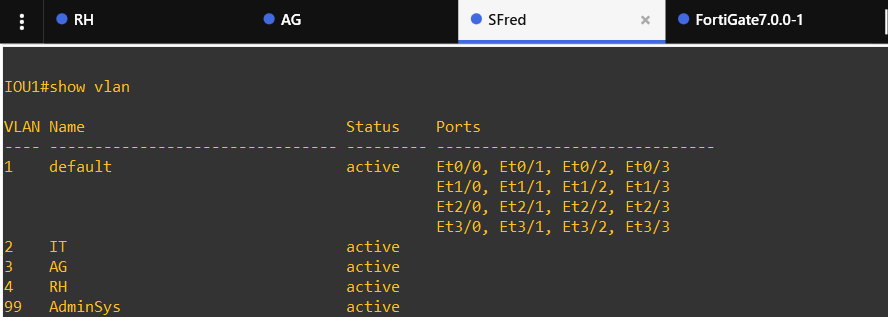 RH AG SFred × FortiGate7.0.0-1
IOU1#show vlan
VLAN Name Status Ports
---- -------------------------------- --------- -------------------------------
1 default active Et0/0, Et0/1, Et0/2, Et0/3
Et1/0, Et1/1, Et1/2, Et1/3
Et2/0, Et2/1, Et2/2, Et2/3
Et3/0, Et3/1, Et3/2, Et3/3
2 IT active
3 AG active
4 RH active
99 AdminSys active